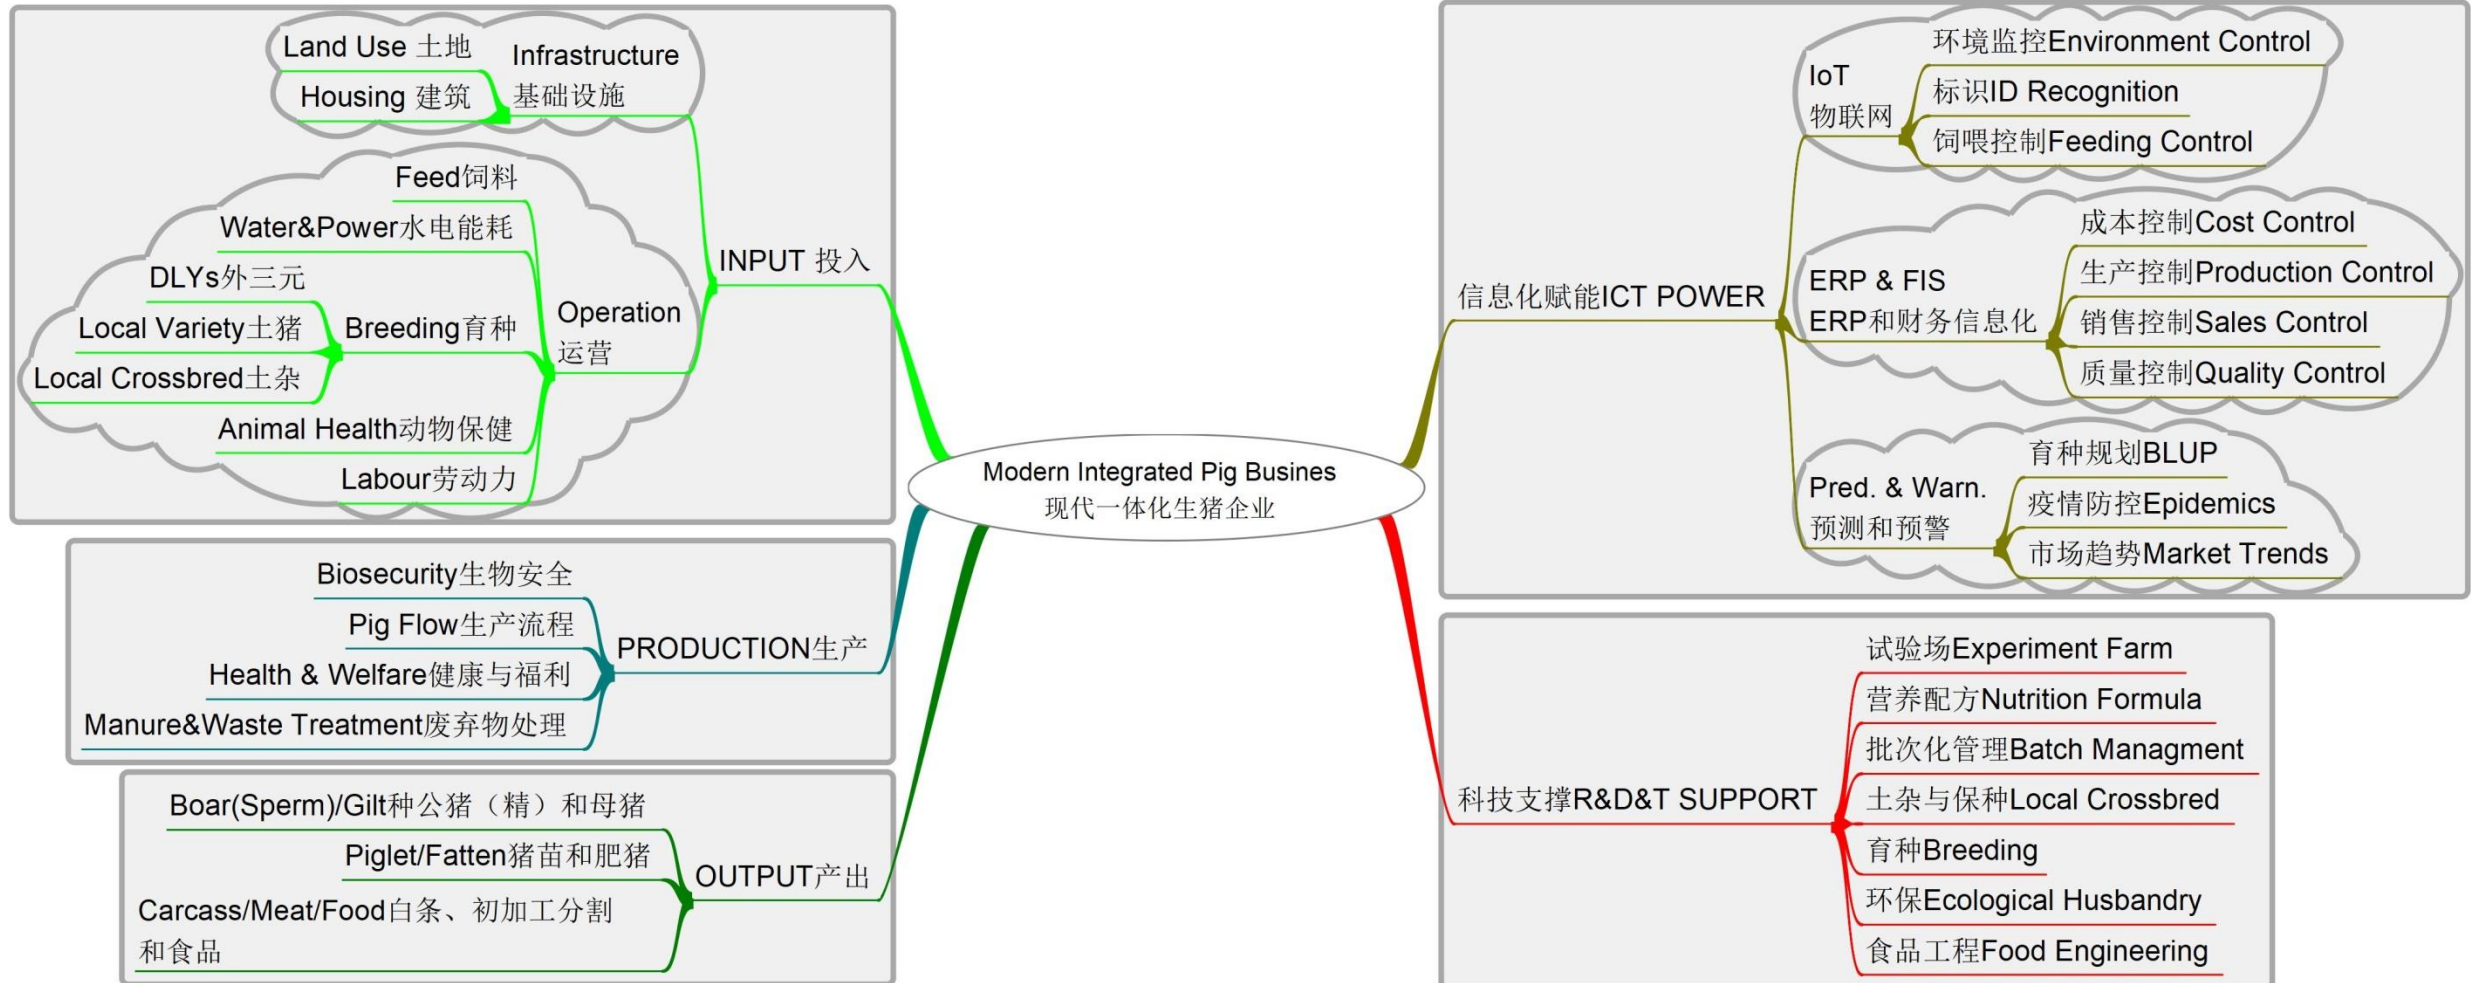 Modern Integrated Pig Busines
现代一体化生猪企业
INPUT 投入
Infrastructure
基础设施
Land Use 土地
Housing 建筑
Operation
运营
Feed饲料
Water&Power水电能耗
Breeding育种
DLYs外三元
Local Variety土猪
Local Crossbred土杂
Animal Health动物保健
Labour劳动力
PRODUCTION生产
Biosecurity生物安全
Pig Flow生产流程
Health & Welfare健康与福利
Manure&Waste Treatment废弃物处理
OUTPUT产出
Boar(Sperm)/Gilt种公猪（精）和母猪
Piglet/Fatten猪苗和肥猪
Carcass/Meat/Food白条、初加工分割
和食品
信息化赋能ICT POWER
IoT
物联网
环境监控Environment Control
标识ID Recognition
饲喂控制Feeding Control
ERP & FIS
ERP和财务信息化
成本控制Cost Control
生产控制Production Control
销售控制Sales Control
质量控制Quality Control
Pred. & Warn.
预测和预警
育种规划BLUP
疫情防控Epidemics
市场趋势Market Trends
科技支撑R&D&T SUPPORT
试验场Experiment Farm
营养配方Nutrition Formula
批次化管理Batch Managment
土杂与保种Local Crossbred
育种Breeding
环保Ecological Husbandry
食品工程Food Engineering